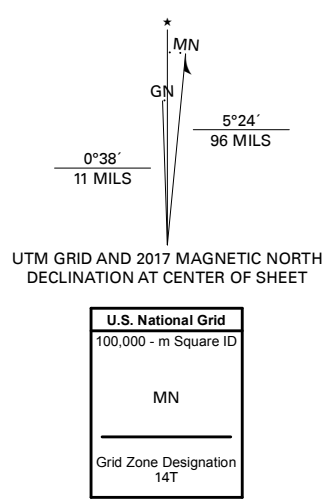 ★
MN
GN
5°24´
96 MILS
0°38´
11 MILS
UTM GRID AND 2017 MAGNETIC NORTH
DECLINATION AT CENTER OF SHEET
U.S. National Grid
100,000 - m Square ID
MN
Grid Zone Designation
14T